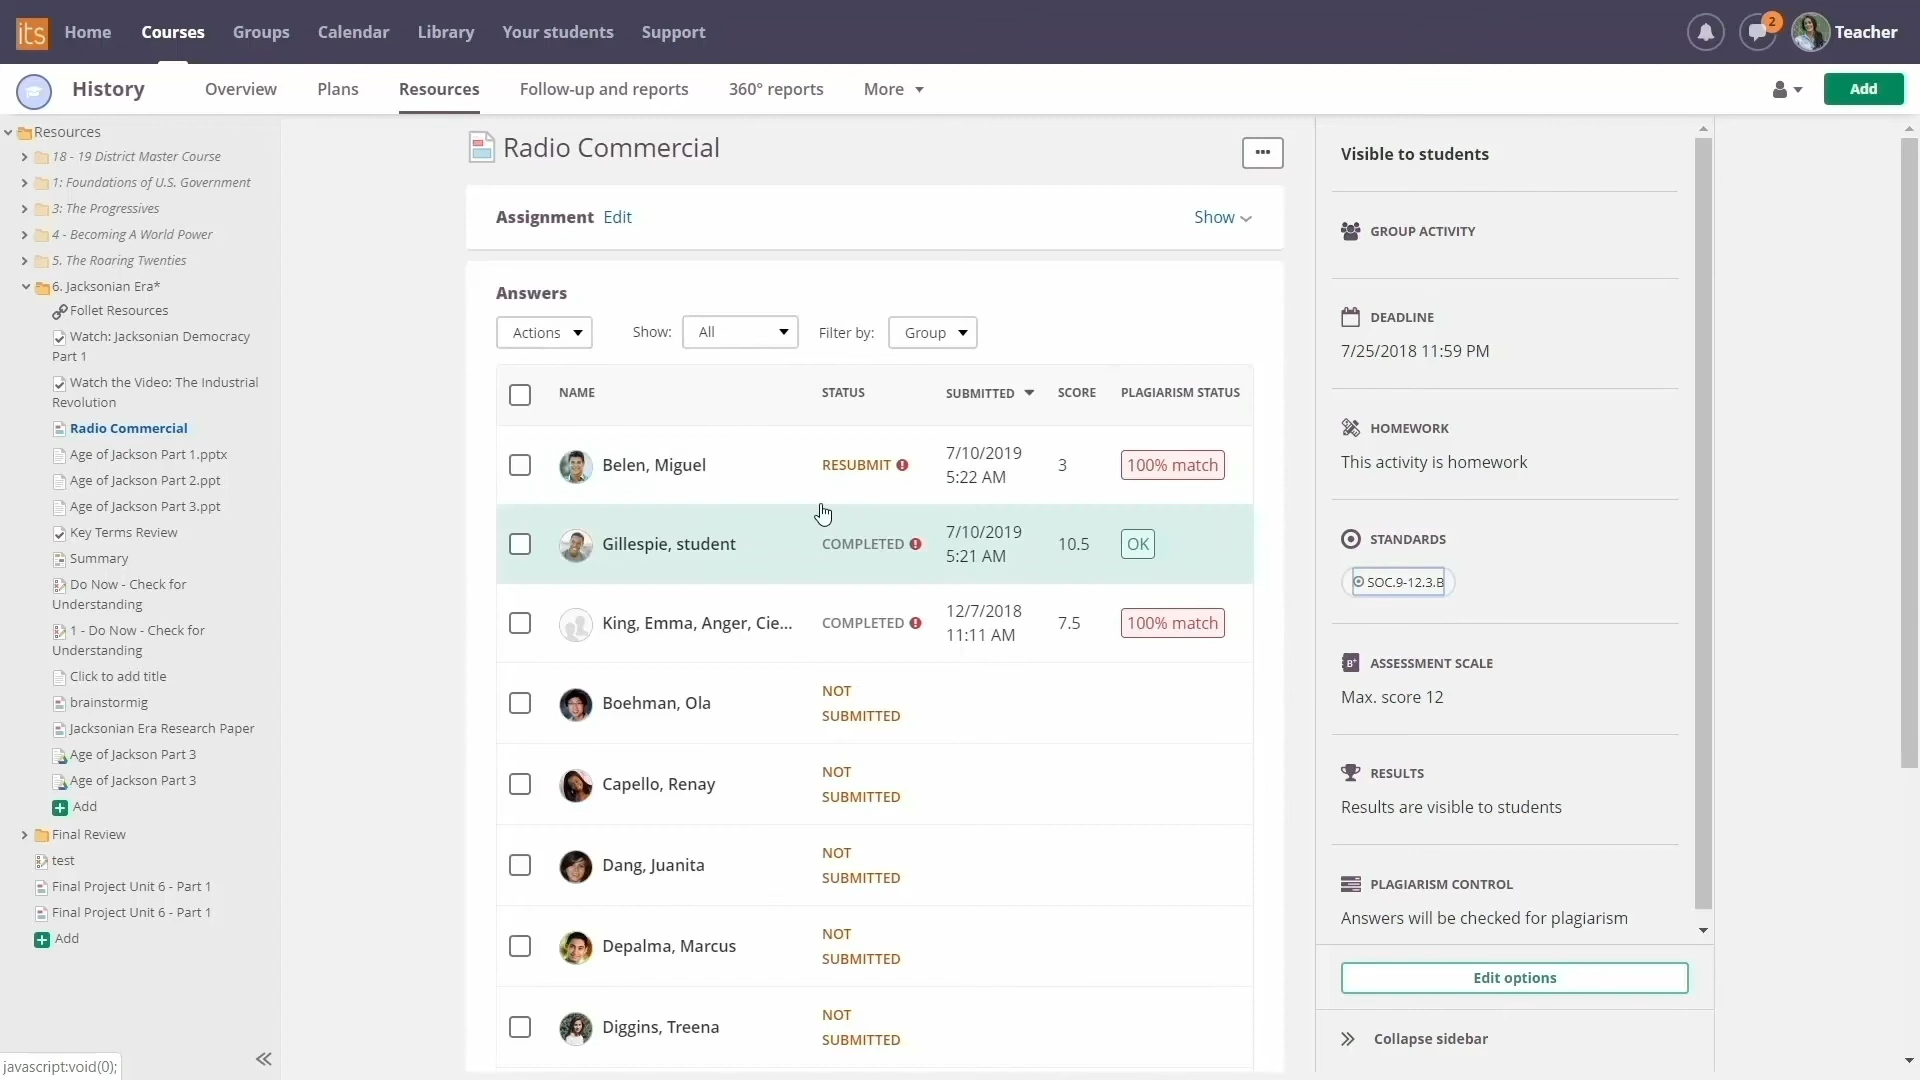 its
Home
Courses
Groups
Calendar
Library
Your students
Support
2
Teacher
History
Overview
Plans
Resources
Follow-up and reports
360° reports
More
Add
Resources
18 - 19 District Master Course
1: Foundations of U.S. Government
3: The Progressives
4 - Becoming A World Power
5. The Roaring Twenties
6. Jacksonian Era*
Follet Resources
Watch: Jacksonian Democracy
Part 1
Watch the Video: The Industrial
Revolution
Radio Commercial
Age of Jackson Part 1.pptx
Age of Jackson Part 2.ppt
Age of Jackson Part 3.ppt
Key Terms Review
Summary
Do Now - Check for
Understanding
1 - Do Now - Check for
Understanding
Click to add title
brainstormig
Jacksonian Era Research Paper
Age of Jackson Part 3
Age of Jackson Part 3
Add
Final Review
test
Final Project Unit 6 - Part 1
Final Project Unit 6 - Part 1
Add
javascript:void(0);
Radio Commercial
Assignment Edit
Show
Answers
Actions
Show:
All
Filter by:
Group
NAME STATUS SUBMITTED SCORE PLAGIARISM STATUS
Belen, Miguel RESUBMIT 7/10/2019 3 100% match
5:22 AM
Gillespie, student COMPLETED 7/10/2019 10.5 OK
5:21 AM
King, Emma, Anger, Cie... COMPLETED 12/7/2018 7.5 100% match
11:11 AM
Boehman, Ola NOT
SUBMITTED
Capello, Renay NOT
SUBMITTED
Dang, Juanita NOT
SUBMITTED
Depalma, Marcus NOT
SUBMITTED
Diggins, Treena NOT
SUBMITTED
Visible to students
GROUP ACTIVITY
DEADLINE
7/25/2018 11:59 PM
HOMEWORK
This activity is homework
STANDARDS
SOC.9-12.3.B
B+ ASSESSMENT SCALE
Max. score 12
RESULTS
Results are visible to students
PLAGIARISM CONTROL
Answers will be checked for plagiarism
Edit options
Collapse sidebar